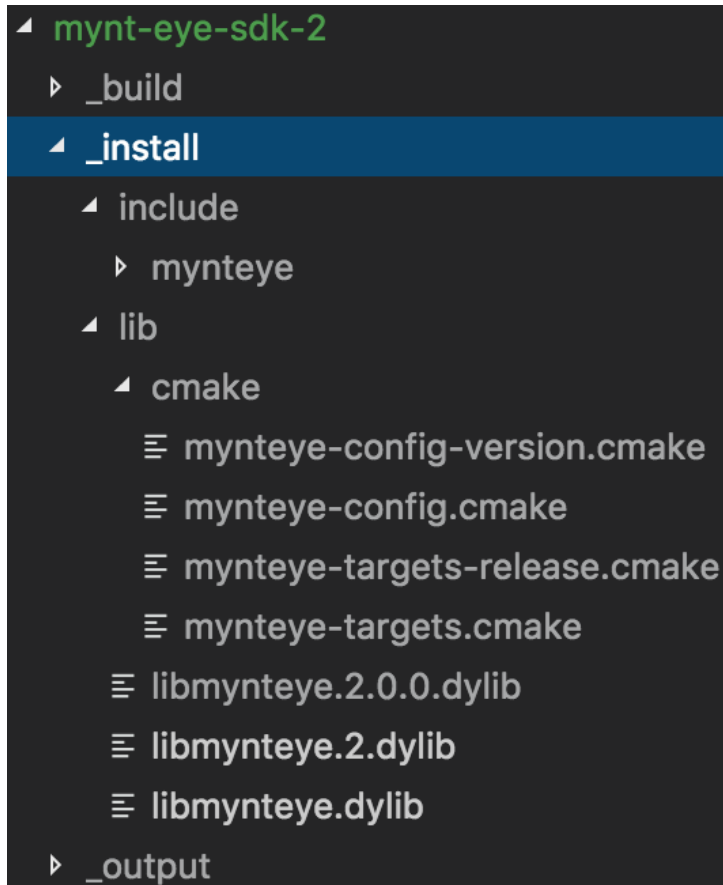 mynt-eye-sdk-2
_build
_install
include
mynteye
lib
cmake
mynteye-config-version.cmake
mynteye-config.cmake
mynteye-targets-release.cmake
mynteye-targets.cmake
libmynteye.2.0.0.dylib
libmynteye.2.dylib
libmynteye.dylib
_output